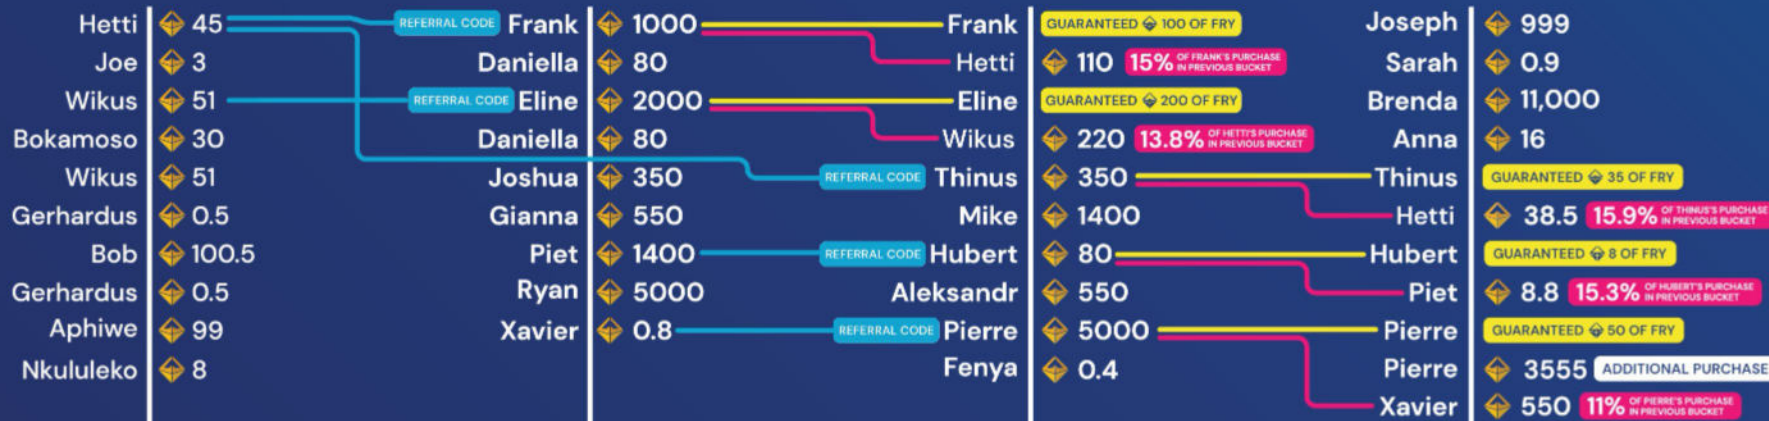 Hetti 45 REFERRAL CODE Frank 1000 Frank GUARANTEED 100 OF FRY Joseph 999
Joe 3 Daniella 80 Hetti 110 15% OF FRANK'S PURCHASE IN PREVIOUS BUCKET Sarah 0.9
Wikus 51 REFERRAL CODE Eline 2000 Eline GUARANTEED 200 OF FRY Brenda 11,000
Bokamoso 30 Daniella 80 Wikus 220 13.8% OF HETTI'S PURCHASE IN PREVIOUS BUCKET Anna 16
Wikus 51 Joshua 350 REFERRAL CODE Thinus 350 Thinus GUARANTEED 35 OF FRY
Gerhardus 0.5 Gianna 550 Mike 1400 Hetti 38.5 15.9% OF THINUS'S PURCHASE IN PREVIOUS BUCKET
Bob 100.5 Piet 1400 REFERRAL CODE Hubert 80 Hubert GUARANTEED 8 OF FRY
Gerhardus 0.5 Ryan 5000 Aleksandr 550 Piet 8.8 15.3% OF HUBERT'S PURCHASE IN PREVIOUS BUCKET
Aphiwe 99 Xavier 0.8 REFERRAL CODE Pierre 5000 Pierre GUARANTEED 50 OF FRY
Nkululeko 8 Fenya 0.4 Pierre 3555 ADDITIONAL PURCHASE
Xavier 550 11% OF PIERRE'S PURCHASE IN PREVIOUS BUCKET